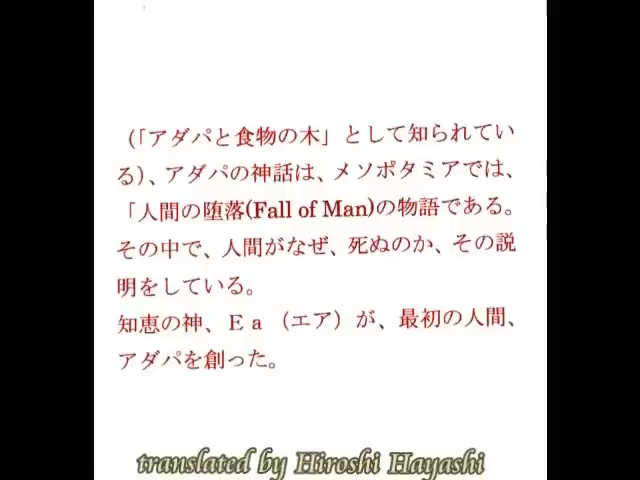 （「アダパと食物の木」として知られてい
る）、アダパの神話は、メソポタミアでは、
「人間の堕落(Fall of Man)の物語である。
その中で、人間がなぜ、死ぬのか、その説
明をしている。
知恵の神、Ｅａ（エア）が、最初の人間、
アダパを創った。
translated by Hiroshi Hayashi